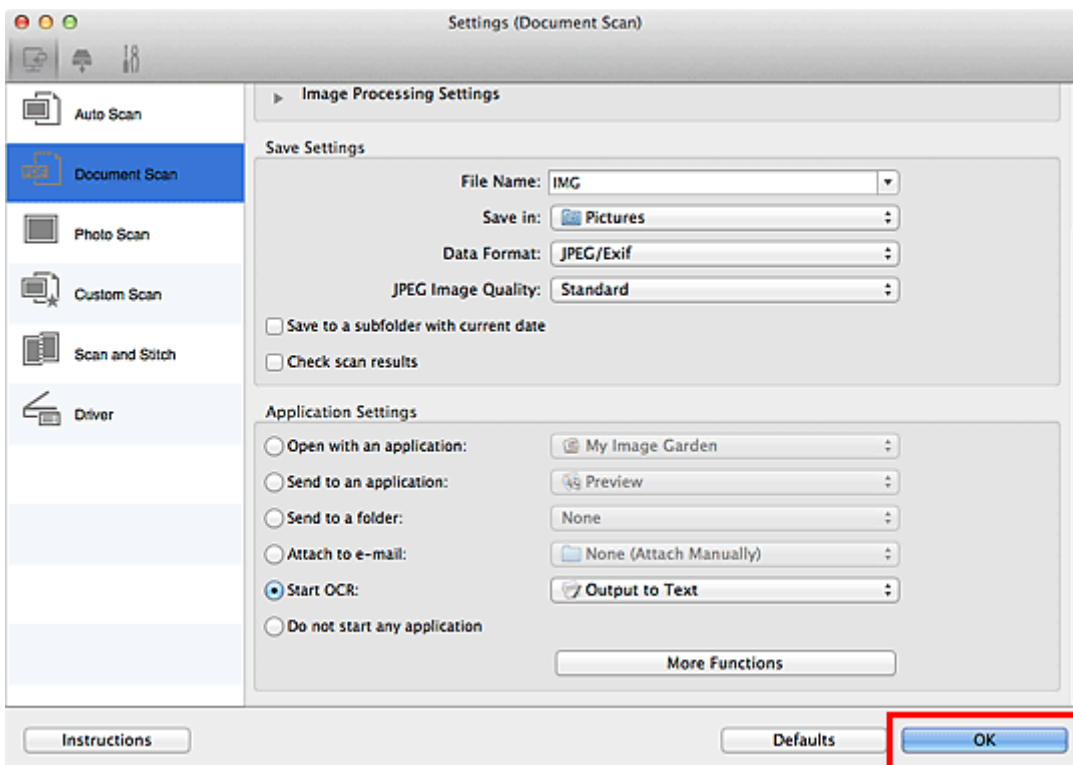 Settings (Document Scan)
Auto Scan
PDF
Document Scan
Photo Scan
Custom Scan
Scan and Stitch
Driver
Image Processing Settings
Save Settings
File Name: IMG
Save in: Pictures
Data Format: JPEG/Exif
JPEG Image Quality: Standard
Save to a subfolder with current date
Check scan results
Application Settings
Open with an application: My Image Garden
Send to an application: Preview
Send to a folder: None
Attach to e-mail: None (Attach Manually)
Start OCR: Output to Text
Do not start any application
More Functions
Instructions Defaults OK